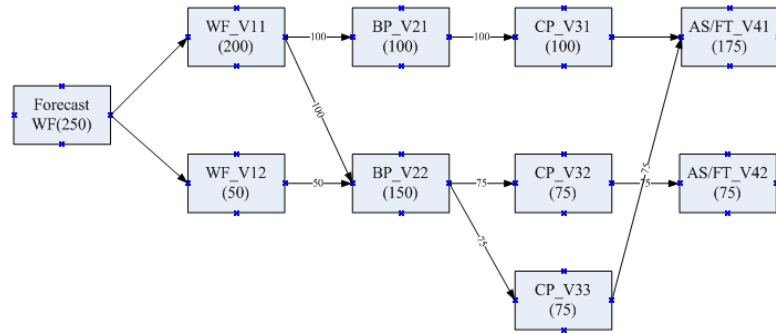 WF_V11
(200)
100
BP_V21
(100)
100
CP_V31
(100)
AS/FT_V41
(175)
Forecast
WF(250)
100
75
WF_V12
(50)
50
BP_V22
(150)
75
CP_V32
(75)
75
AS/FT_V42
(75)
75
CP_V33
(75)